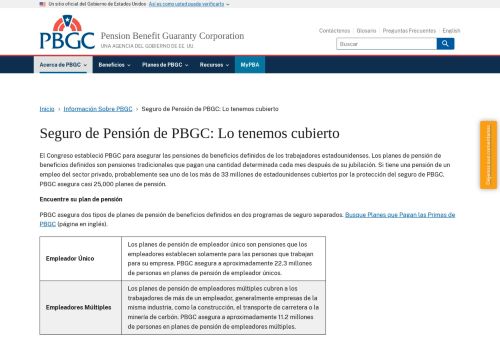 Un sitio oficial del Gobierno de Estados Unidos Así es como usted puede verificarlo
PBGC
Pension Benefit Guaranty Corporation
UNA AGENCIA DEL GOBIERNO DE EE. UU
Contáctenos Glosario Preguntas Frecuentes English
Buscar
Acerca de PBGC Beneficios Planes de PBGC Recursos MyPBA
Inicio Información Sobre PBGC Seguro de Pensión de PBGC: Lo tenemos cubierto
Seguro de Pensión de PBGC: Lo tenemos cubierto
El Congreso estableció PBGC para asegurar las pensiones de beneficios definidos de los trabajadores estadounidenses. Los planes de pensión de
beneficios definidos son pensiones tradicionales que pagan una cantidad determinada cada mes después de su jubilación. Si tiene una pensión de un
empleo del sector privado, probablemente sea uno de los más de 33 millones de estadounidenses cubiertos por la protección del seguro de PBGC.
PBGC asegura casi 25,000 planes de pensión.
Encuentre su plan de pensión
PBGC asegura dos tipos de planes de pensión de beneficios definidos en dos programas de seguro separados. Busque Planes que Pagan las Primas de
PBGC (página en inglés).
Empleador Único
Los planes de pensión de empleador único son pensiones que los
empleadores establecen solamente para las personas que trabajan
para su empresa. PBGC asegura a aproximadamente 22.3 millones
de personas en planes de pensión de empleador únicos.
Empleadores Múltiples
Los planes de pensión de empleadores múltiples cubren a los
trabajadores de más de un empleador, generalmente empresas de la
misma industria, como la construcción, el transporte de carretera o la
minería de carbón. PBGC asegura a aproximadamente 11.2 millones
de personas en planes de pensión de empleadores múltiples.